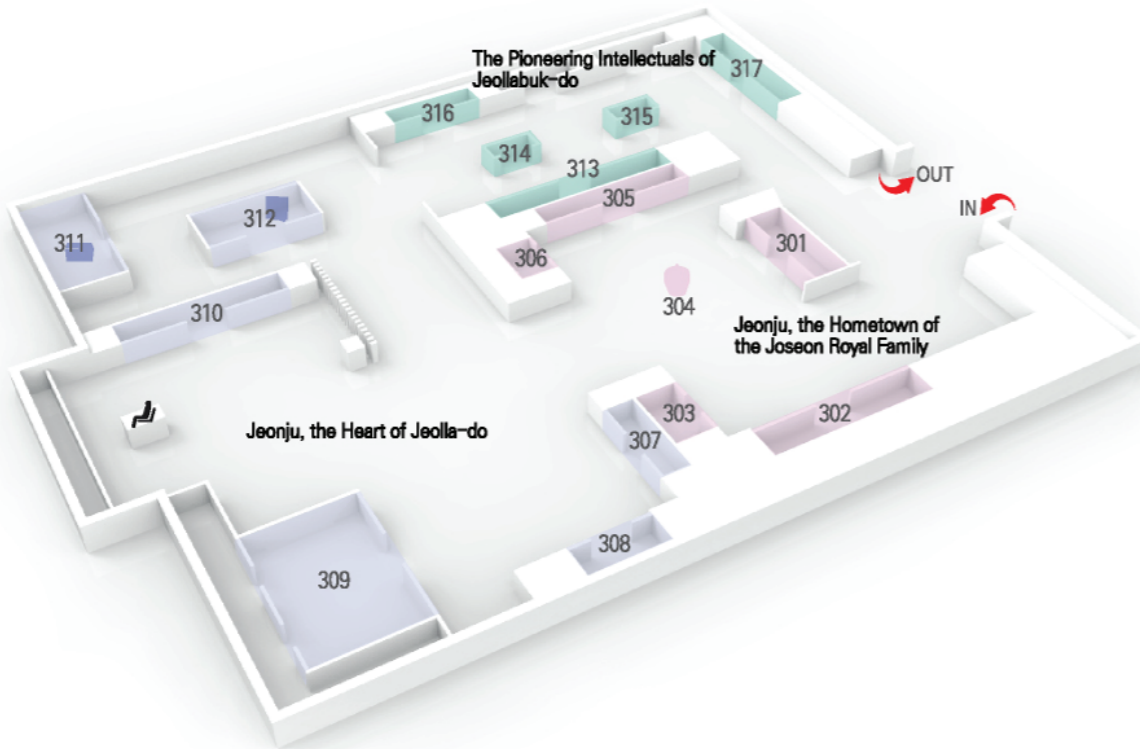 The Pioneering Intellectuals of
Jeollabuk-do
317
316
315
314
313
305
OUT
IN
312
311
301
306
304
310
Jeonju, the Hometown of
the Joseon Royal Family
303
302
307
Jeonju, the Heart of Jeolla-do
308
309